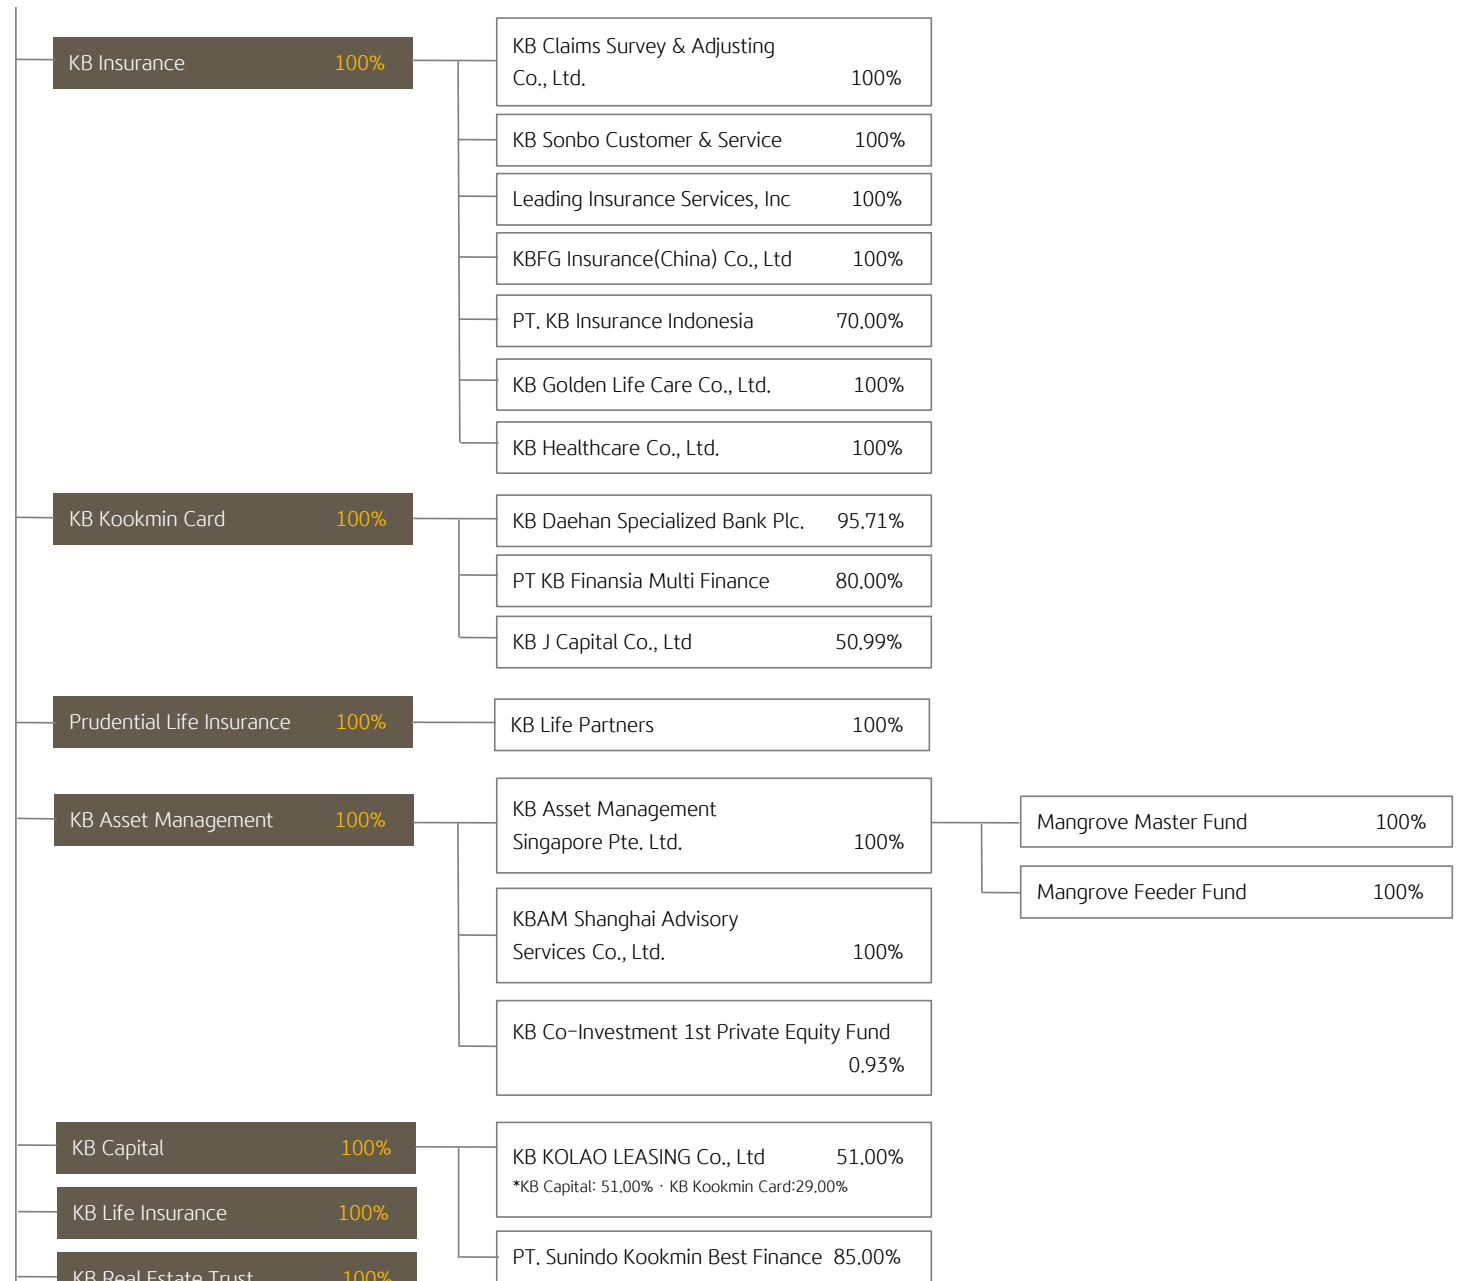 KB Insurance 100%
KB Claims Survey & Adjusting
Co., Ltd. 100%
KB Sonbo Customer & Service 100%
Leading Insurance Services, Inc 100%
KBFG Insurance(China) Co., Ltd 100%
PT. KB Insurance Indonesia 70.00%
KB Golden Life Care Co., Ltd. 100%
KB Healthcare Co., Ltd. 100%
KB Kookmin Card 100%
KB Daehan Specialized Bank Plc. 95.71%
PT KB Finansia Multi Finance 80.00%
KB J Capital Co., Ltd 50.99%
Prudential Life Insurance 100%
KB Life Partners 100%
KB Asset Management 100%
KB Asset Management
Singapore Pte. Ltd. 100%
Mangrove Master Fund 100%
Mangrove Feeder Fund 100%
KBAM Shanghai Advisory
Services Co., Ltd. 100%
KB Co-Investment 1st Private Equity Fund
0.93%
KB Capital 100%
KB KOLAO LEASING Co., Ltd 51.00%
*KB Capital: 51.00% · KB Kookmin Card:29.00%
PT. Sunindo Kookmin Best Finance 85.00%
KB Life Insurance 100%
KB Real Estate Trust 100%